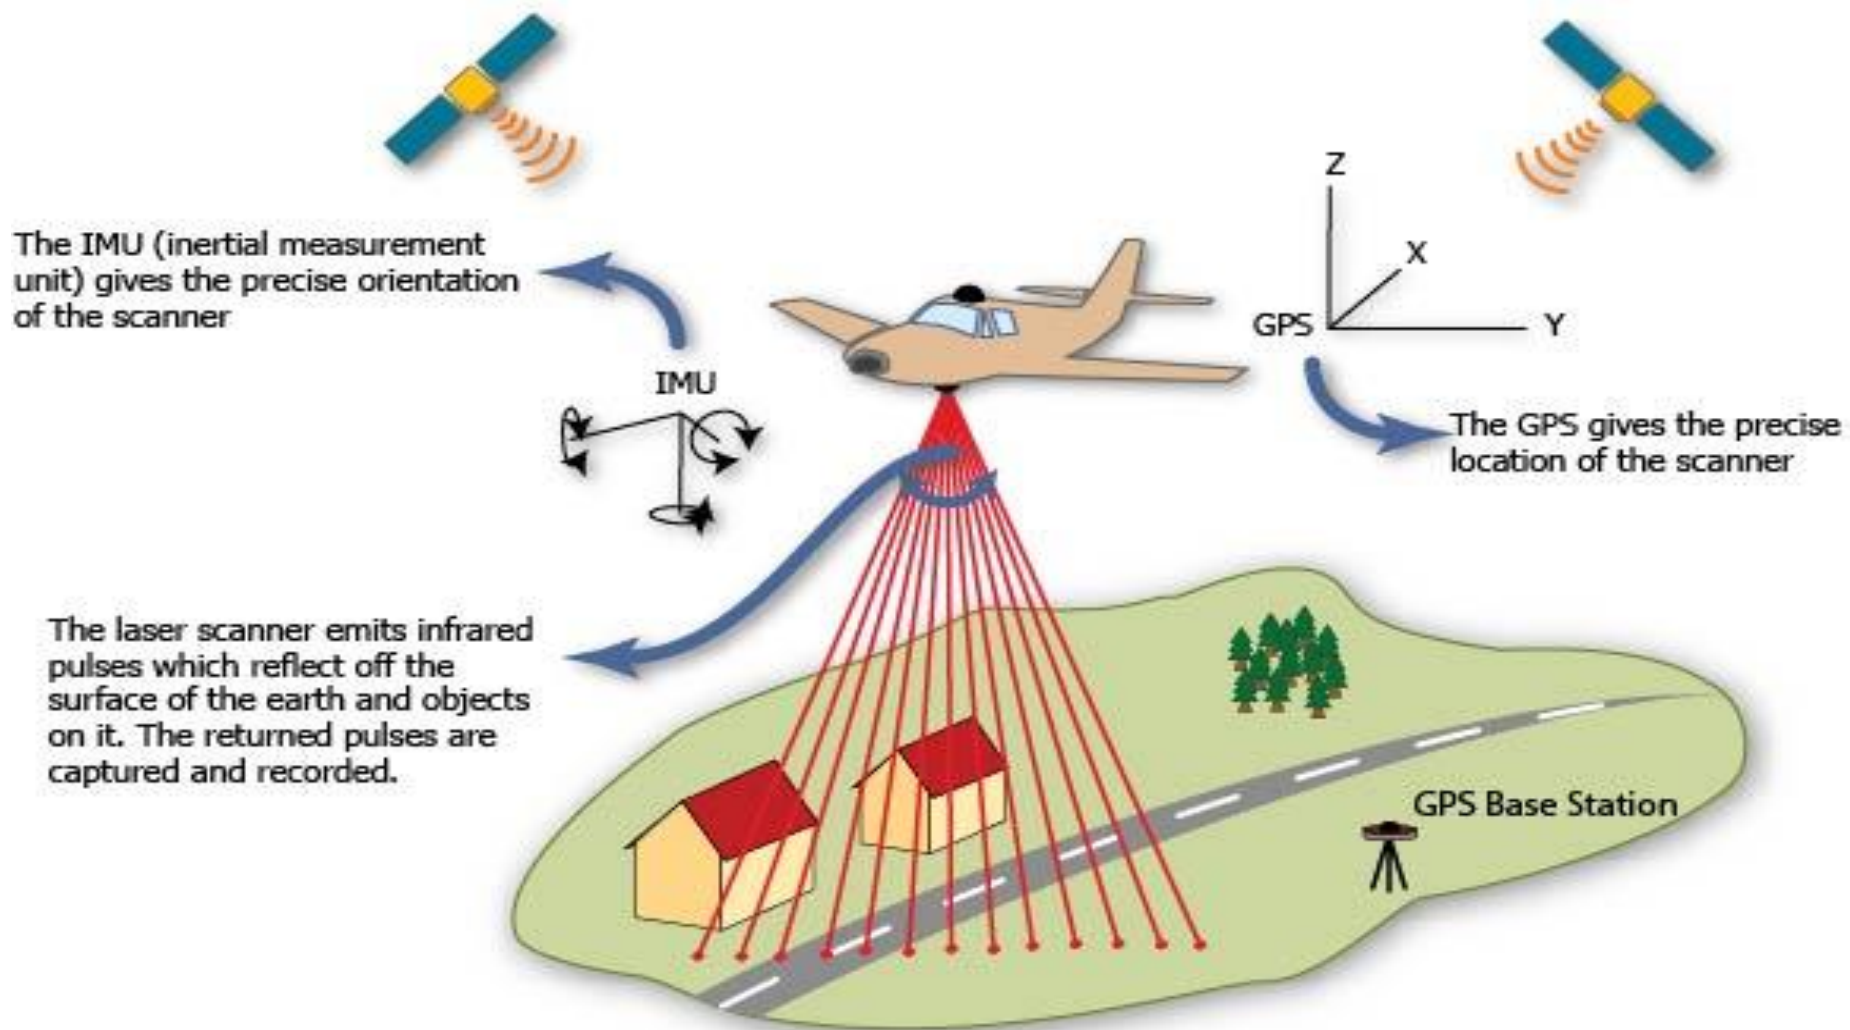 Z
X
GPS
Y
The IMU (inertial measurement
unit) gives the precise orientation
of the scanner
IMU
The GPS gives the precise
location of the scanner
The laser scanner emits infrared
pulses which reflect off the
surface of the earth and objects
on it. The returned pulses are
captured and recorded.
GPS Base Station